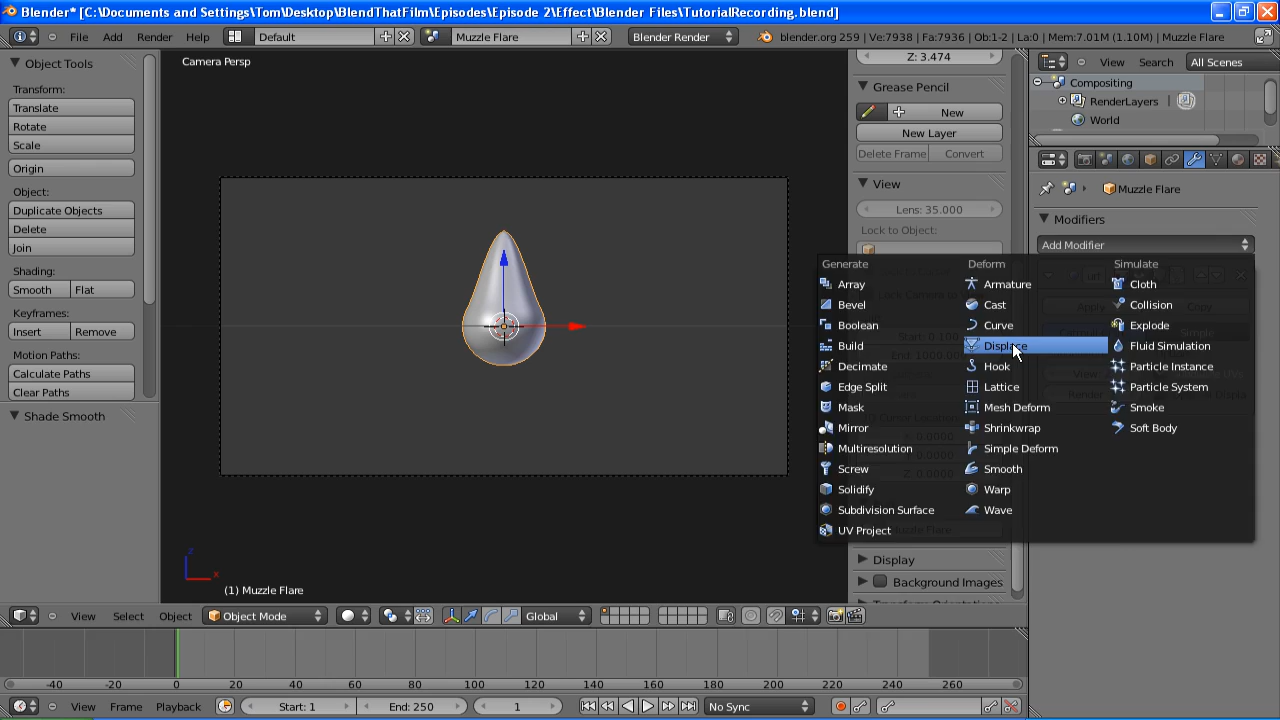 Blender* [C:\Documents and Settings\Tom\Desktop\BlendThatFilm\Episodes\Episode 2\Effect\Blender Files\TutorialRecording.blend]
File Add Render Help Default Muzzle Flare Blender Render blender.org 259 | Ve:7938 | Fa:7936 | Ob:1-2 | La:0 | Mem:7.01M (1.10M) | Muzzle Flare
Object Tools
Transform:
Translate
Rotate
Scale
Origin
Object:
Duplicate Objects
Delete
Join
Shading:
Smooth Flat
Keyframes:
Insert Remove
Motion Paths:
Calculate Paths
Clear Paths
Shade Smooth
Camera Persp
z
x
(1) Muzzle Flare
Z: 3.474
Grease Pencil
New
New Layer
Delete Frame Convert
View
Lens: 35.000
Lock to Object:
Display
Background Images
View Search All Scenes
Compositing
RenderLayers
World
Muzzle Flare
Modifiers
Add Modifier
Generate
Array
Bevel
Boolean
Build
Decimate
Edge Split
Mask
Mirror
Multiresolution
Screw
Solidify
Subdivision Surface
UV Project
Deform
Armature
Cast
Curve
Displace
Hook
Lattice
Mesh Deform
Shrinkwrap
Simple Deform
Smooth
Warp
Wave
Simulate
Cloth
Collision
Explode
Fluid Simulation
Particle Instance
Particle System
Smoke
Soft Body
View Select Object Object Mode Global
-40 -20 0 20 40 60 80 100 120 140 160 180 200 220 240 260
View Frame Playback Start: 1 End: 250 1 No Sync